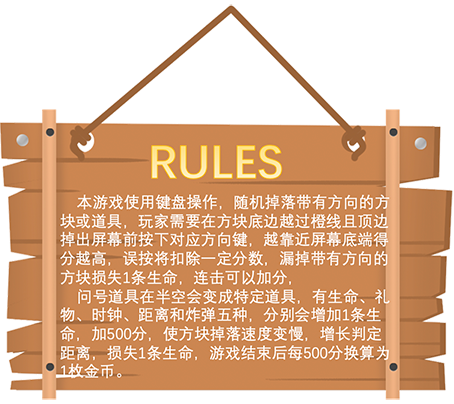 RULES
本游戏使用键盘操作，随机掉落带有方向的方
块或道具，玩家需要在方块底边越过橙线且顶边
掉出屏幕前按下对应方向键，越靠近屏幕底端得
分越高，误按将扣除一定分数，漏掉带有方向的
方块损失1条生命，连击可以加分，
问号道具在半空会变成特定道具，有生命、礼
物、时钟、距离和炸弹五种，分别会增加1条生
命，加500分，使方块掉落速度变慢，增长判定
距离，损失1条生命，游戏结束后每500分换算为
1枚金币。